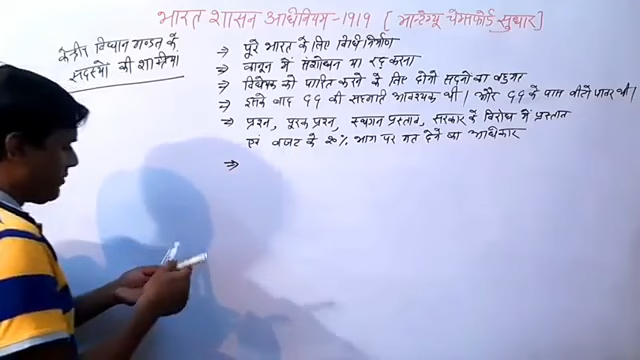 भारत शासन अधिनियम-1919 [मान्टेग्यू चेम्सफोर्ड सुधार]
केन्द्रीय विधान मण्डल के
सदस्यों की शक्तियां
→ पूरे भारत के लिए विधि निर्माण
→ कानून में संशोधन या रद्द करना
→ विधेयक को पारित करने के लिए दोनों सदनों का बहुमत
→ इसके बाद GG की सहमति आवश्यक थी। और GG के पास वीटो पावर थी।
→ प्रश्न, पूरक प्रश्न, स्थगन प्रस्ताव, सरकार के विरोध में प्रस्ताव
एवं बजट के २०% भाग पर मत देने का अधिकार
→